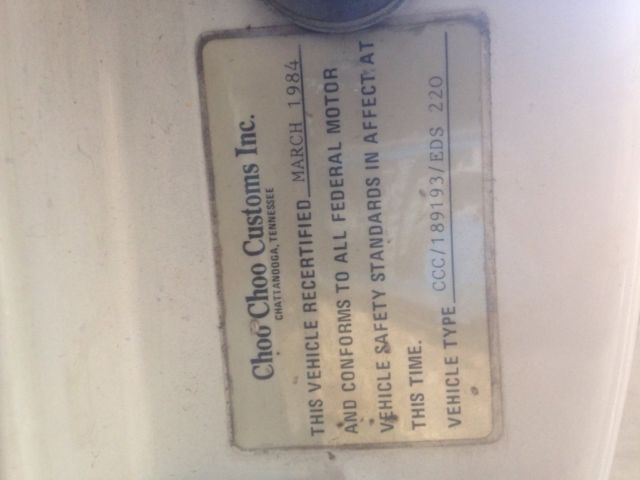 Choo Choo Customs Inc.
CHATTANOOGA, TENNESSEE
THIS VEHICLE RECERTIFIED MARCH 1984
AND CONFORMS TO ALL FEDERAL MOTOR
VEHICLE SAFETY STANDARDS IN AFFECT AT
THIS TIME.
VEHICLE TYPE CCC/189193/EDS 220